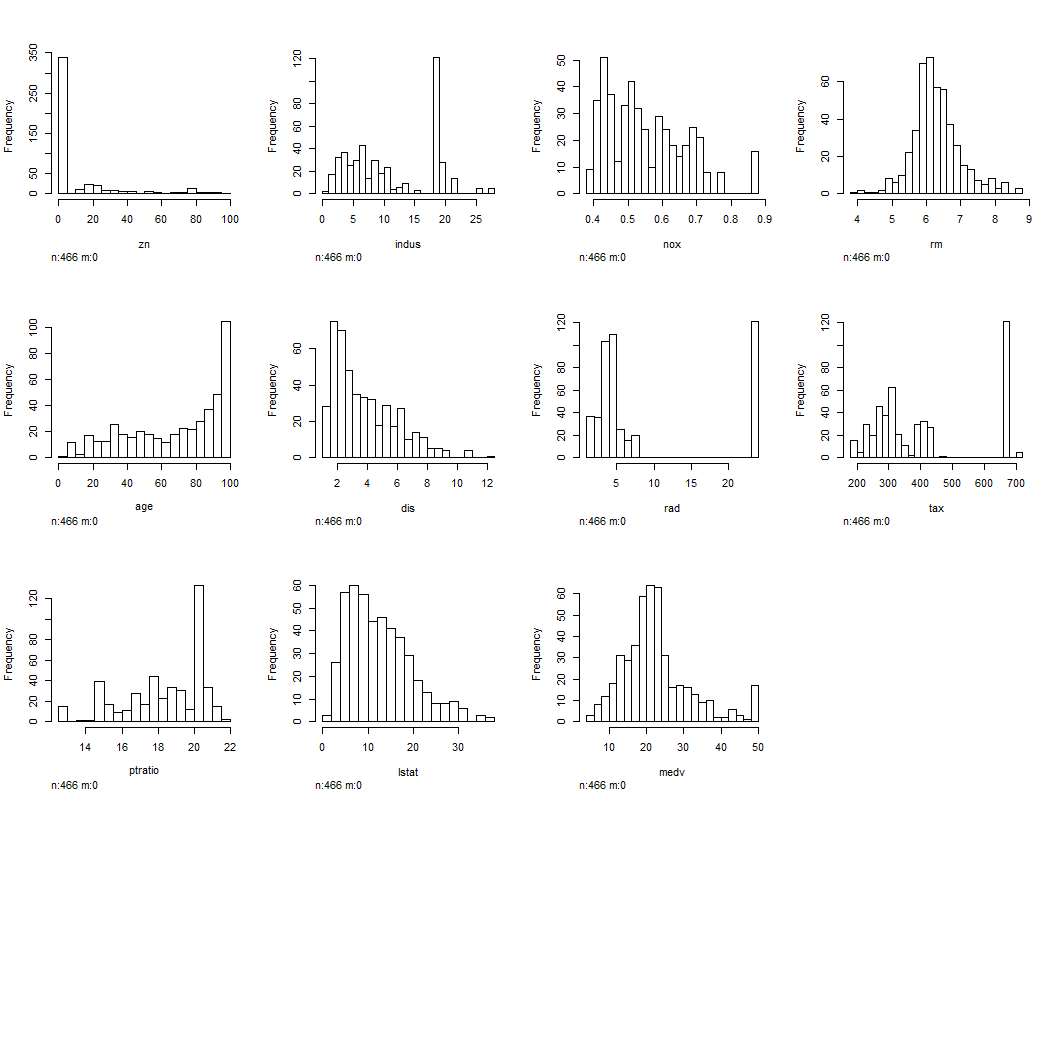 Frequency
350
250
150
50
0
0 20 40 60 80 100
zn
n:466 m:0
Frequency
120
80
60
40
20
0
0 5 10 15 20 25
indus
n:466 m:0
Frequency
50
40
30
20
10
0
0.4 0.5 0.6 0.7 0.8 0.9
nox
n:466 m:0
Frequency
60
40
20
0
4 5 6 7 8 9
rm
n:466 m:0
Frequency
100
80
60
40
20
0
0 20 40 60 80 100
age
n:466 m:0
Frequency
60
40
20
0
2 4 6 8 10 12
dis
n:466 m:0
Frequency
120
80
60
40
20
0
5 10 15 20
rad
n:466 m:0
Frequency
120
80
60
40
20
0
200 300 400 500 600 700
tax
n:466 m:0
Frequency
120
80
60
40
20
0
14 16 18 20 22
ptratio
n:466 m:0
Frequency
60
50
40
30
20
10
0
0 10 20 30
lstat
n:466 m:0
Frequency
60
50
40
30
20
10
0
10 20 30 40 50
medv
n:466 m:0